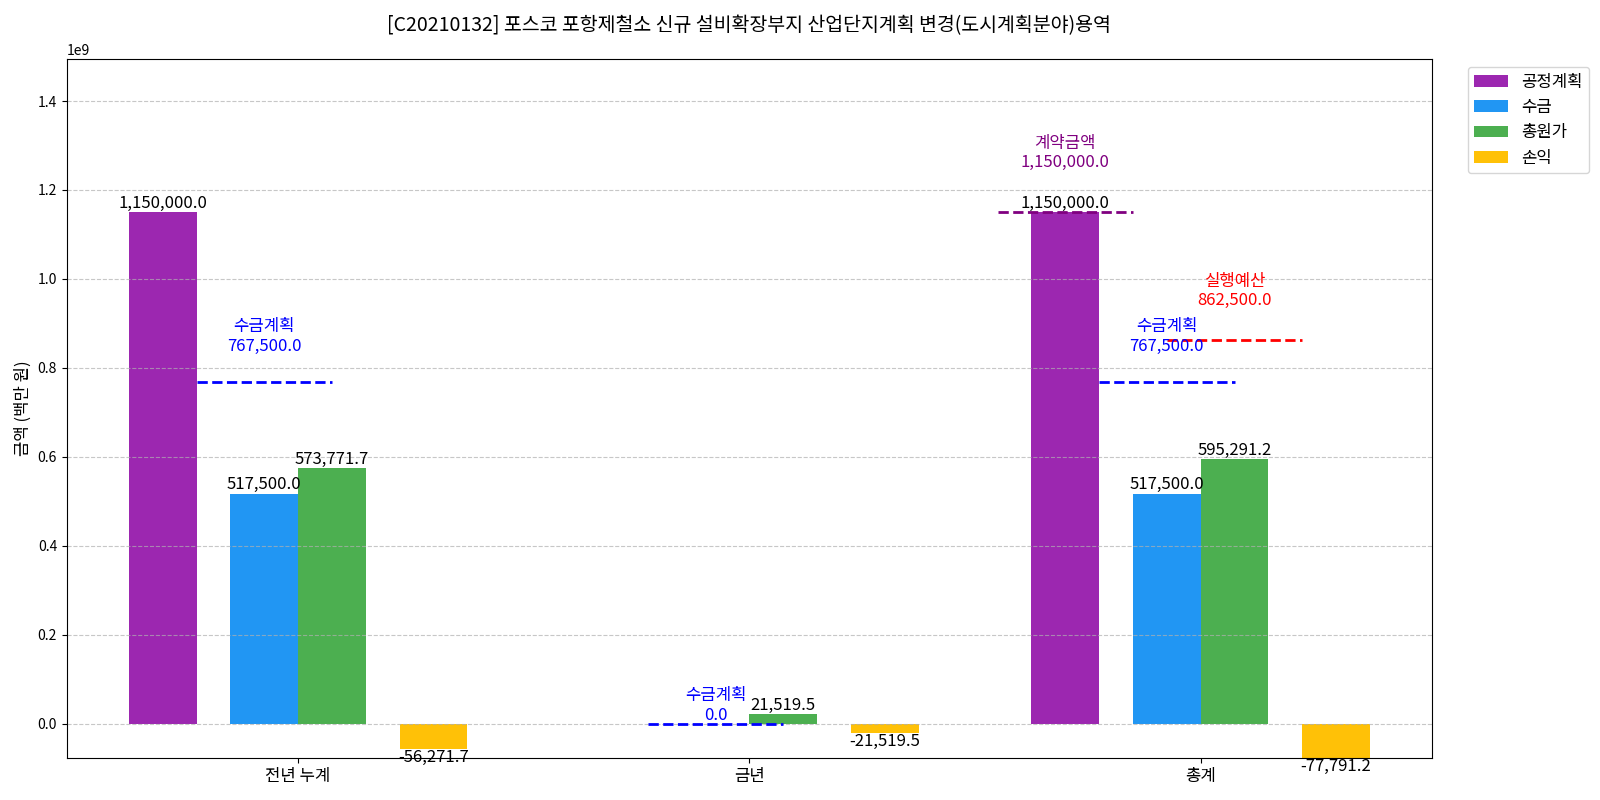 [C20210132] 포스코 포항제철소 신규 설비확장부지 산업단지계획 변경(도시계획분야)용역
1e9
금액 (백만 원)
1.4
1.2
1.0
0.8
0.6
0.4
0.2
0.0
1,150,000.0
수금계획
767,500.0
517,500.0
573,771.7
-56,271.7
수금계획
0.0
21,519.5
-21,519.5
계약금액
1,150,000.0
1,150,000.0
실행예산
862,500.0
수금계획
767,500.0
517,500.0
595,291.2
-77,791.2
전년 누계
금년
총계
공정계획
수금
총원가
손익